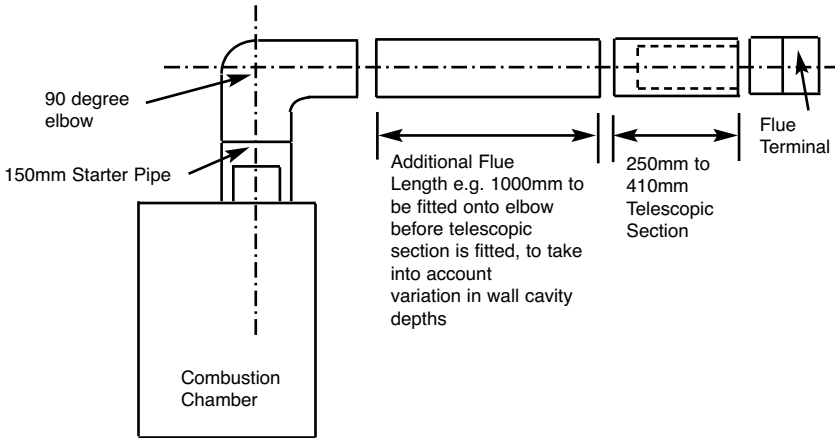 90 degree
elbow
150mm Starter Pipe
Additional Flue
Length e.g. 1000mm to
be fitted onto elbow
before telescopic
section is fitted, to take
into account
variation in wall cavity
depths
250mm to
410mm
Telescopic
Section
Flue
Terminal
Combustion
Chamber